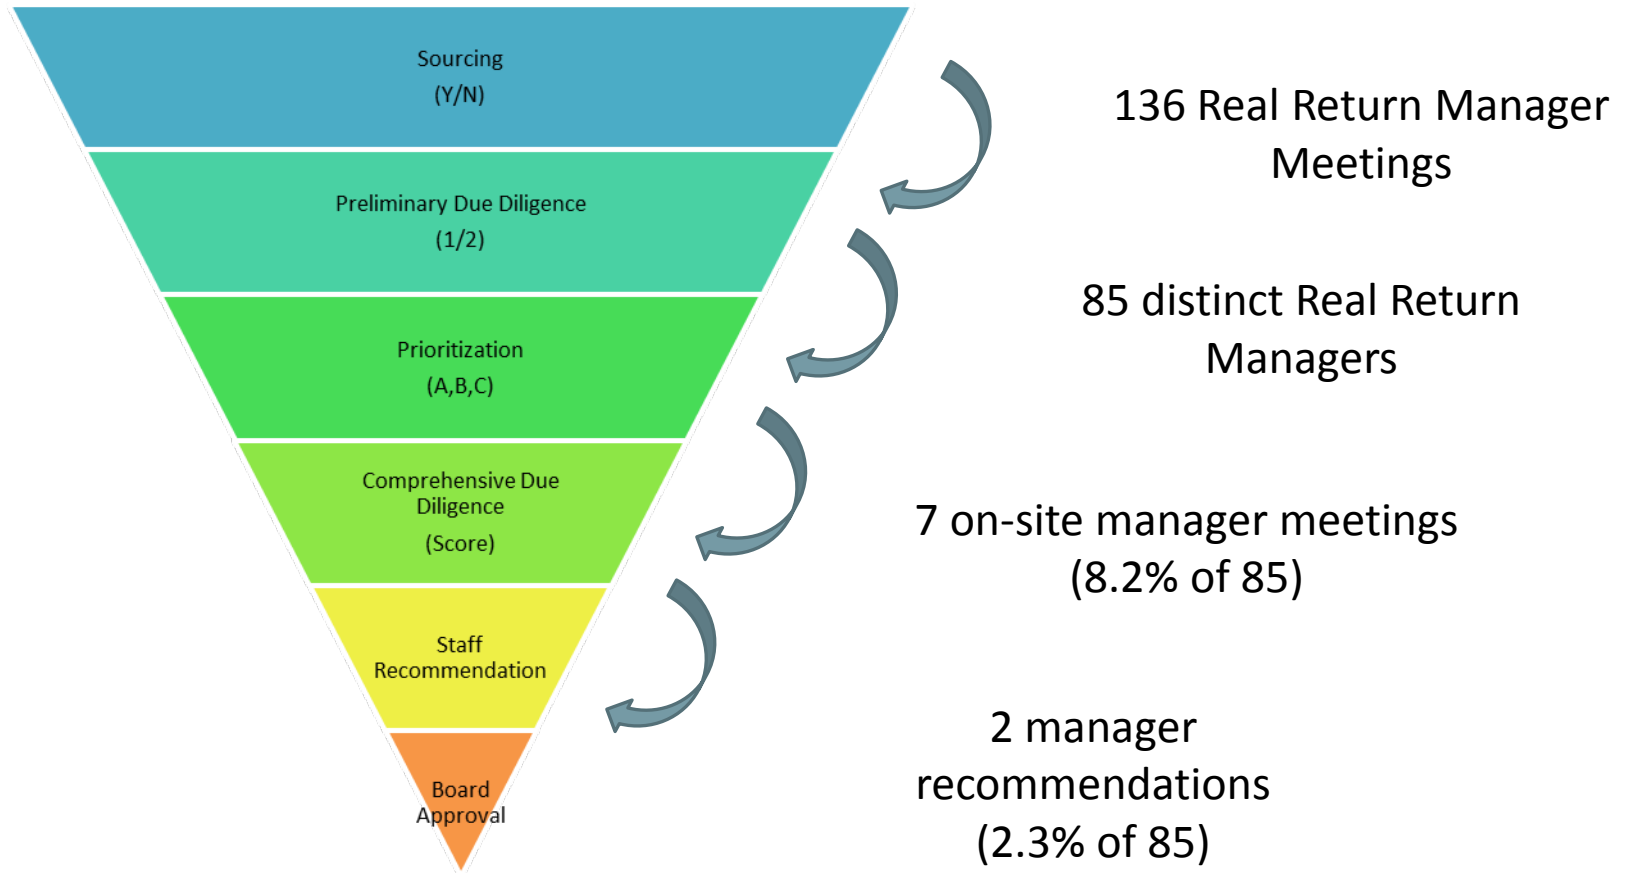 Sourcing
(Y/N)
Preliminary Due Diligence
(1/2)
Prioritization
(A,B,C)
Comprehensive Due
Diligence
(Score)
Staff
Recommendation
Board
Approval
136 Real Return Manager
Meetings
85 distinct Real Return
Managers
7 on-site manager meetings
(8.2% of 85)
2 manager
recommendations
(2.3% of 85)